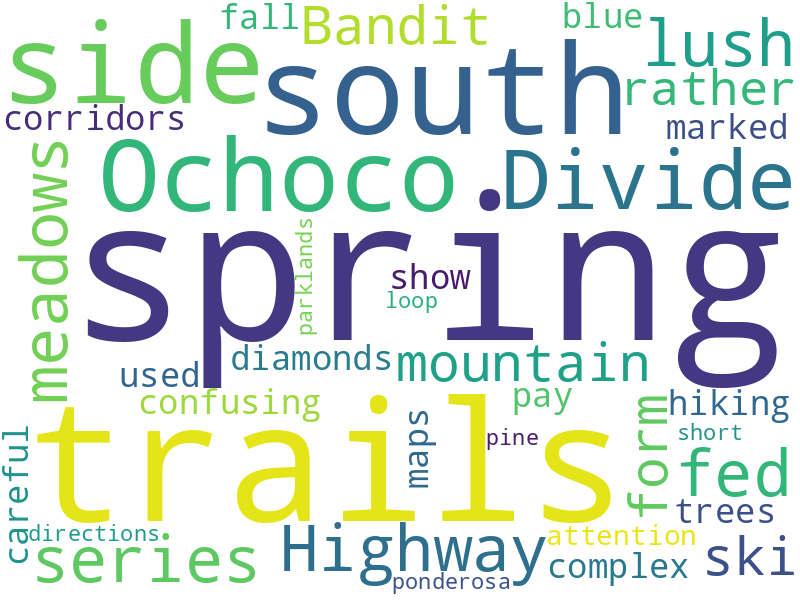 fall
Bandit
blue
side
south
lush
rather
corridors
marked
Ochoco
Divide
meadows
spring
parklands
show
loop
diamonds
mountain
used
confusing
pay
hiking
trails
maps
pine
form
short
careful
fed
trees
directions
Highway
attention
series
complex
ski
ponderosa